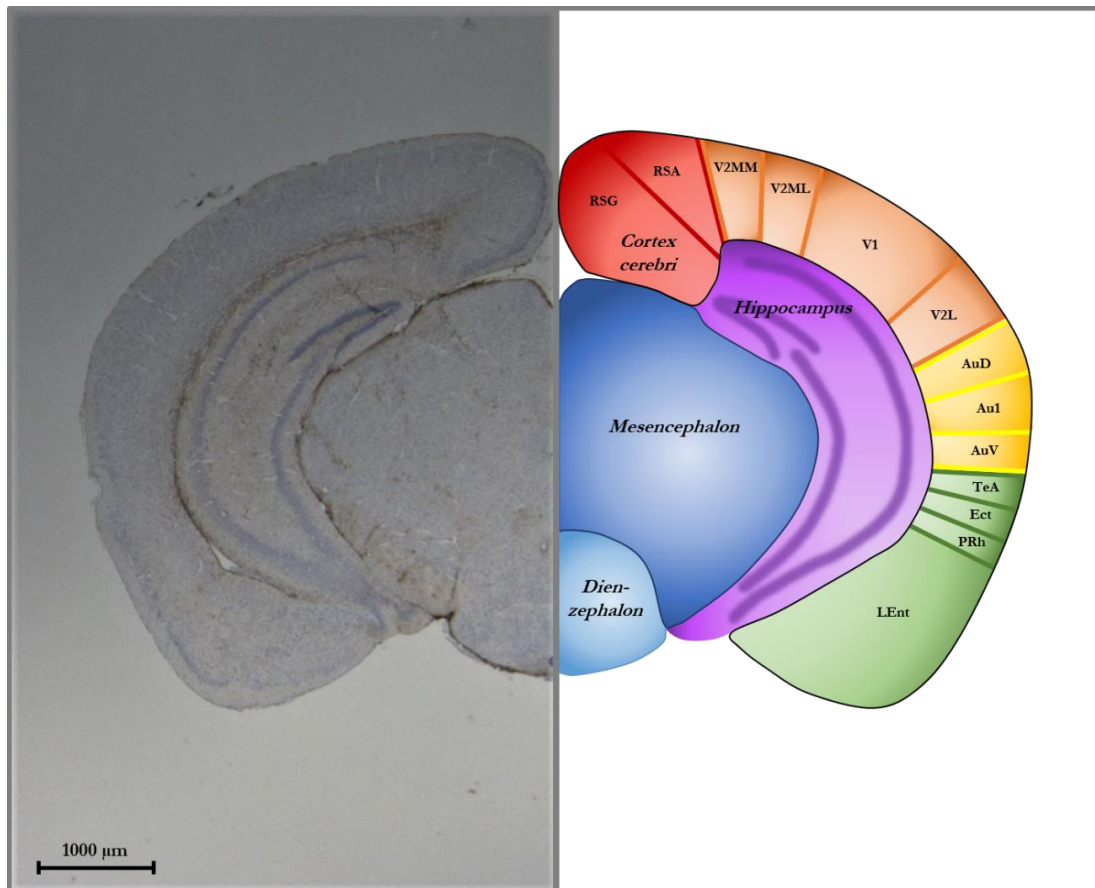 V2MM
RSA
V2ML
RSG
Cortex
cerebri
V1
Hippocampus
V2L
AuD
Au1
Mesencephalon
AuV
TeA
Ect
PRh
Dien-
zephalon
LEnt
1000 µm